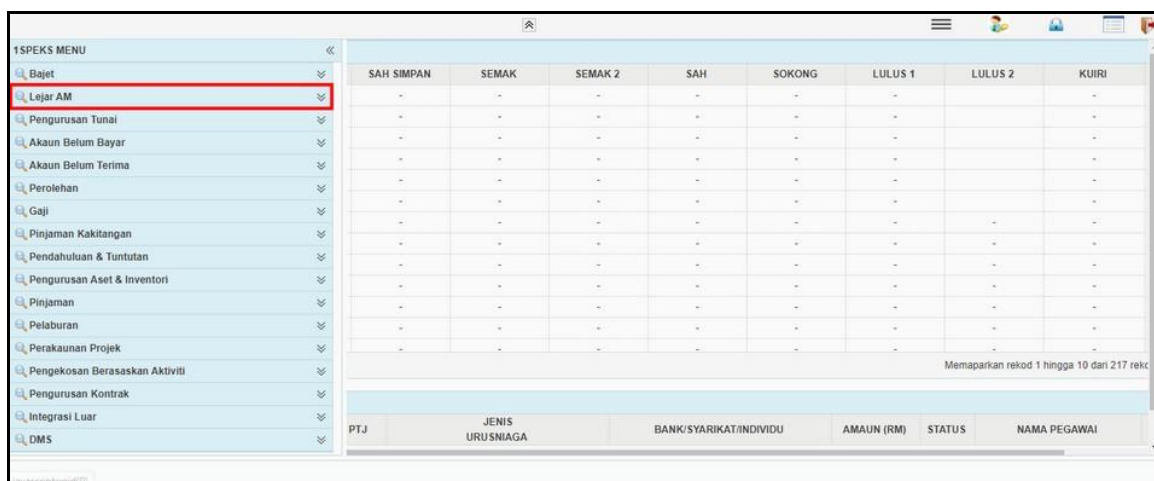 1SPEKS MENU
Bajet
Lejar AM
Pengurusan Tunai
Akaun Belum Bayar
Akaun Belum Terima
Perolehan
Gaji
Pinjaman Kakitangan
Pendahuluan & Tuntutan
Pengurusan Aset & Inventori
Pinjaman
Pelaburan
Perakaunan Projek
Pengekosan Berasaskan Aktiviti
Pengurusan Kontrak
Integrasi Luar
DMS
SAH SIMPAN SEMAK SEMAK 2 SAH SOKONG LULUS 1 LULUS 2 KUIRI
- - - - - - -
- - - - - - -
- - - - - - -
- - - - - - -
- - - - - - -
- - - - - - -
- - - - - - - -
- - - - - - - -
- - - - - - - -
- - - - - - - -
- - - - - - - -
- - - - - - - -
- - - - - - - -
Memaparkan rekod 1 hingga 10 dari 217
PTJ JENIS URUSNIAGA BANK/SYARIKAT/INDIVIDU AMAUN (RM) STATUS NAMA PEGAWAI